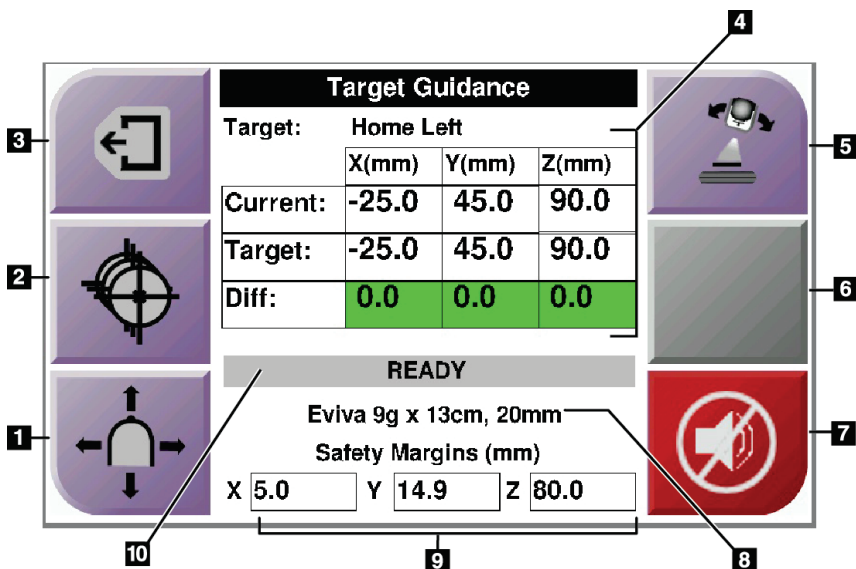 4
Target Guidance
3
Target: Home Left
5
X(mm) Y(mm) Z(mm)
Current: -25.0 45.0 90.0
Target: -25.0 45.0 90.0
2
Diff: 0.0 0.0 0.0
6
READY
Eviva 9g x 13cm, 20mm
1
7
Safety Margins (mm)
X 5.0 Y 14.9 Z 80.0
10
9
8